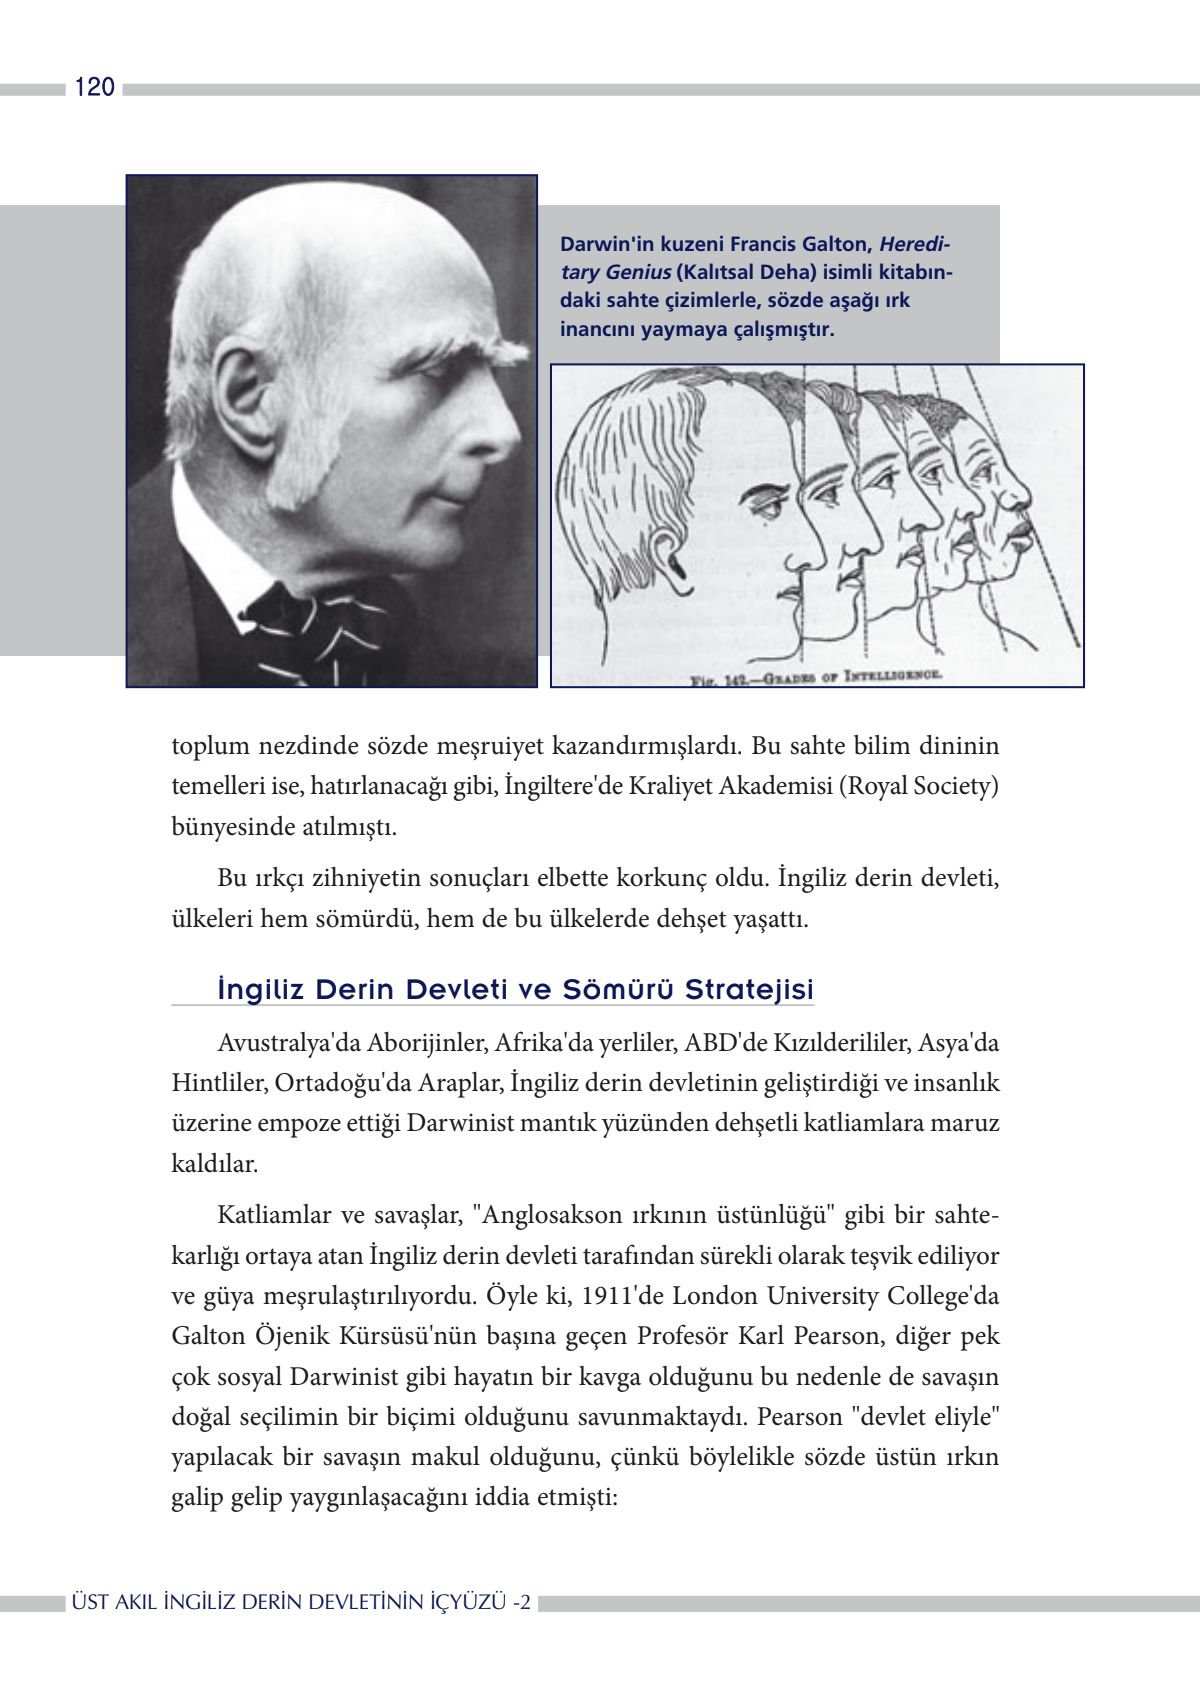 120
Darwin'in kuzeni Francis Galton, Heredi-
tary Genius (Kalıtsal Deha) isimli kitabın-
daki sahte çizimlerle, sözde aşağı ırk
inancını yaymaya çalışmıştır.
Fig. 142.—GRADES OF INTELLIGENCE.
toplum nezdinde sözde meşruiyet kazandırmışlardı. Bu sahte bilim dininin
temelleri ise, hatırlanacağı gibi, İngiltere'de Kraliyet Akademisi (Royal Society)
bünyesinde atılmıştı.
Bu ırkçı zihniyetin sonuçları elbette korkunç oldu. İngiliz derin devleti,
ülkeleri hem sömürdü, hem de bu ülkelerde dehşet yaşattı.
İngiliz Derin Devleti ve Sömürü Stratejisi
Avustralya'da Aborijinler, Afrika'da yerliler, ABD'de Kızılderililer, Asya'da
Hintliler, Ortadoğu'da Araplar, İngiliz derin devletinin geliştirdiği ve insanlık
üzerine empoze ettiği Darwinist mantık yüzünden dehşetli katliamlara maruz
kaldılar.
Katliamlar ve savaşlar, "Anglosakson ırkının üstünlüğü" gibi bir sahte-
karlığı ortaya atan İngiliz derin devleti tarafından sürekli olarak teşvik ediliyor
ve güya meşrulaştırılıyordu. Öyle ki, 1911'de London University College'da
Galton Öjenik Kürsüsü'nün başına geçen Profesör Karl Pearson, diğer pek
çok sosyal Darwinist gibi hayatın bir kavga olduğunu bu nedenle de savaşın
doğal seçilimin bir biçimi olduğunu savunmaktaydı. Pearson "devlet eliyle"
yapılacak bir savaşın makul olduğunu, çünkü böylelikle sözde üstün ırkın
galip gelip yaygınlaşacağını iddia etmişti:
ÜST AKIL İNGİLİZ DERİN DEVLETİNİN İÇYÜZÜ -2